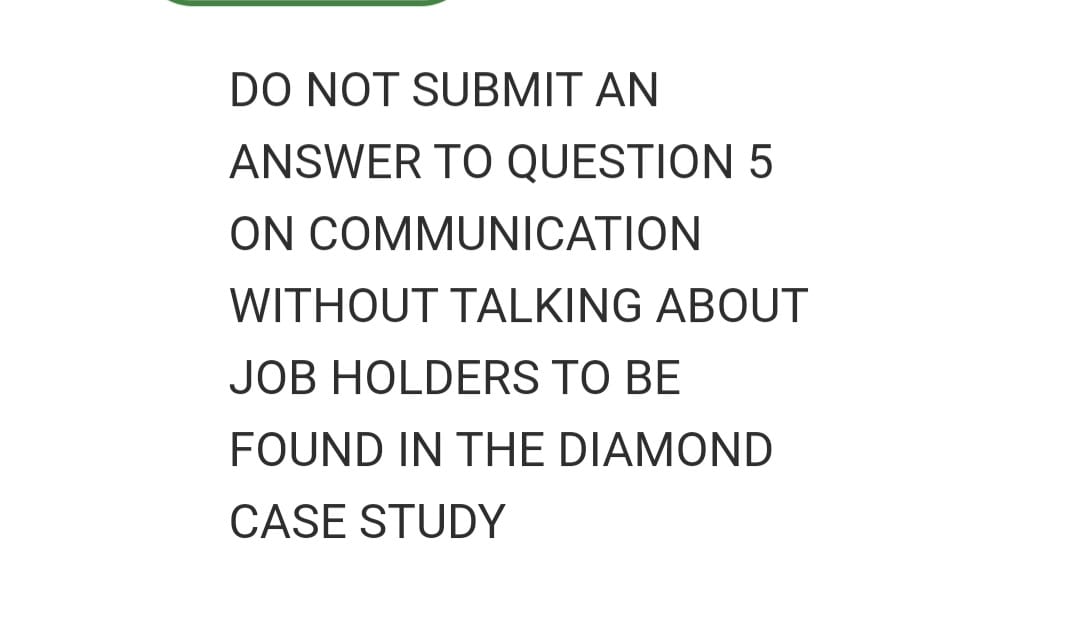 DO NOT SUBMIT AN
ANSWER TO QUESTION 5
ON COMMUNICATION
WITHOUT TALKING ABOUT
JOB HOLDERS TO BE
FOUND IN THE DIAMOND
CASE STUDY